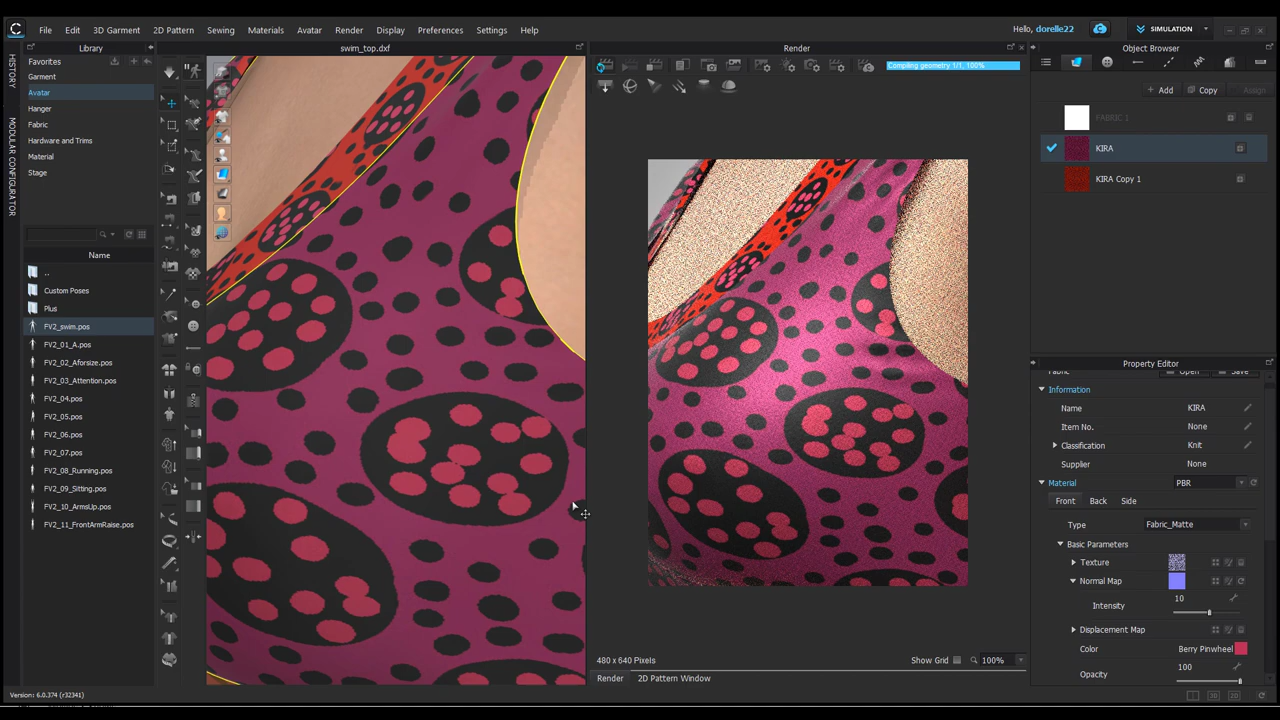 File Edit 3D Garment 2D Pattern Sewing Materials Avatar Display Preferences Settings Help
Hello, dorelle22
SIMULATION
HISTORY
MODULAR CONFIGURATOR
Library
Favorites
Garment
Avatar
Hanger
Fabric
Hardware and Trims
Material
Stage
Name
..
Custom Poses
Plus
FV2_swim.pos
FV2_01_A.pos
FV2_02_Aforsize.pos
FV2_03_Attention.pos
FV2_04.pos
FV2_05.pos
FV2_06.pos
FV2_07.pos
FV2_08_Running.pos
FV2_09_Sitting.pos
FV2_10_ArmsUp.pos
FV2_11_FrontArmRaise.pos
swim_top.dxf
Render
Compiling geometry 1/1, 100%
480 x 640 Pixels
Show Grid
100%
Render 2D Pattern Window
Object Browser
+ Add Copy Assign
FABRIC 1
KIRA
KIRA Copy 1
Property Editor
Fabric Open Save
Information
Name KIRA
Item No. None
Classification Knit
Supplier None
Material PBR
Front Back Side
Type Fabric_Matte
Basic Parameters
Texture
Normal Map
10
Intensity
Displacement Map
Color Berry Pinwheel
100
Opacity
Version: 6.0.374 (r32341)
3D 2D